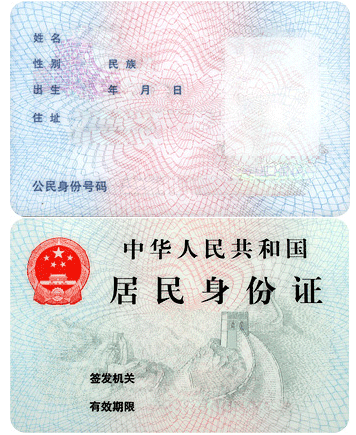 姓名
性别 民族
出生 年 月 日
住址
公民身份号码
中华人民共和国
居民身份证
签发机关
有效期限